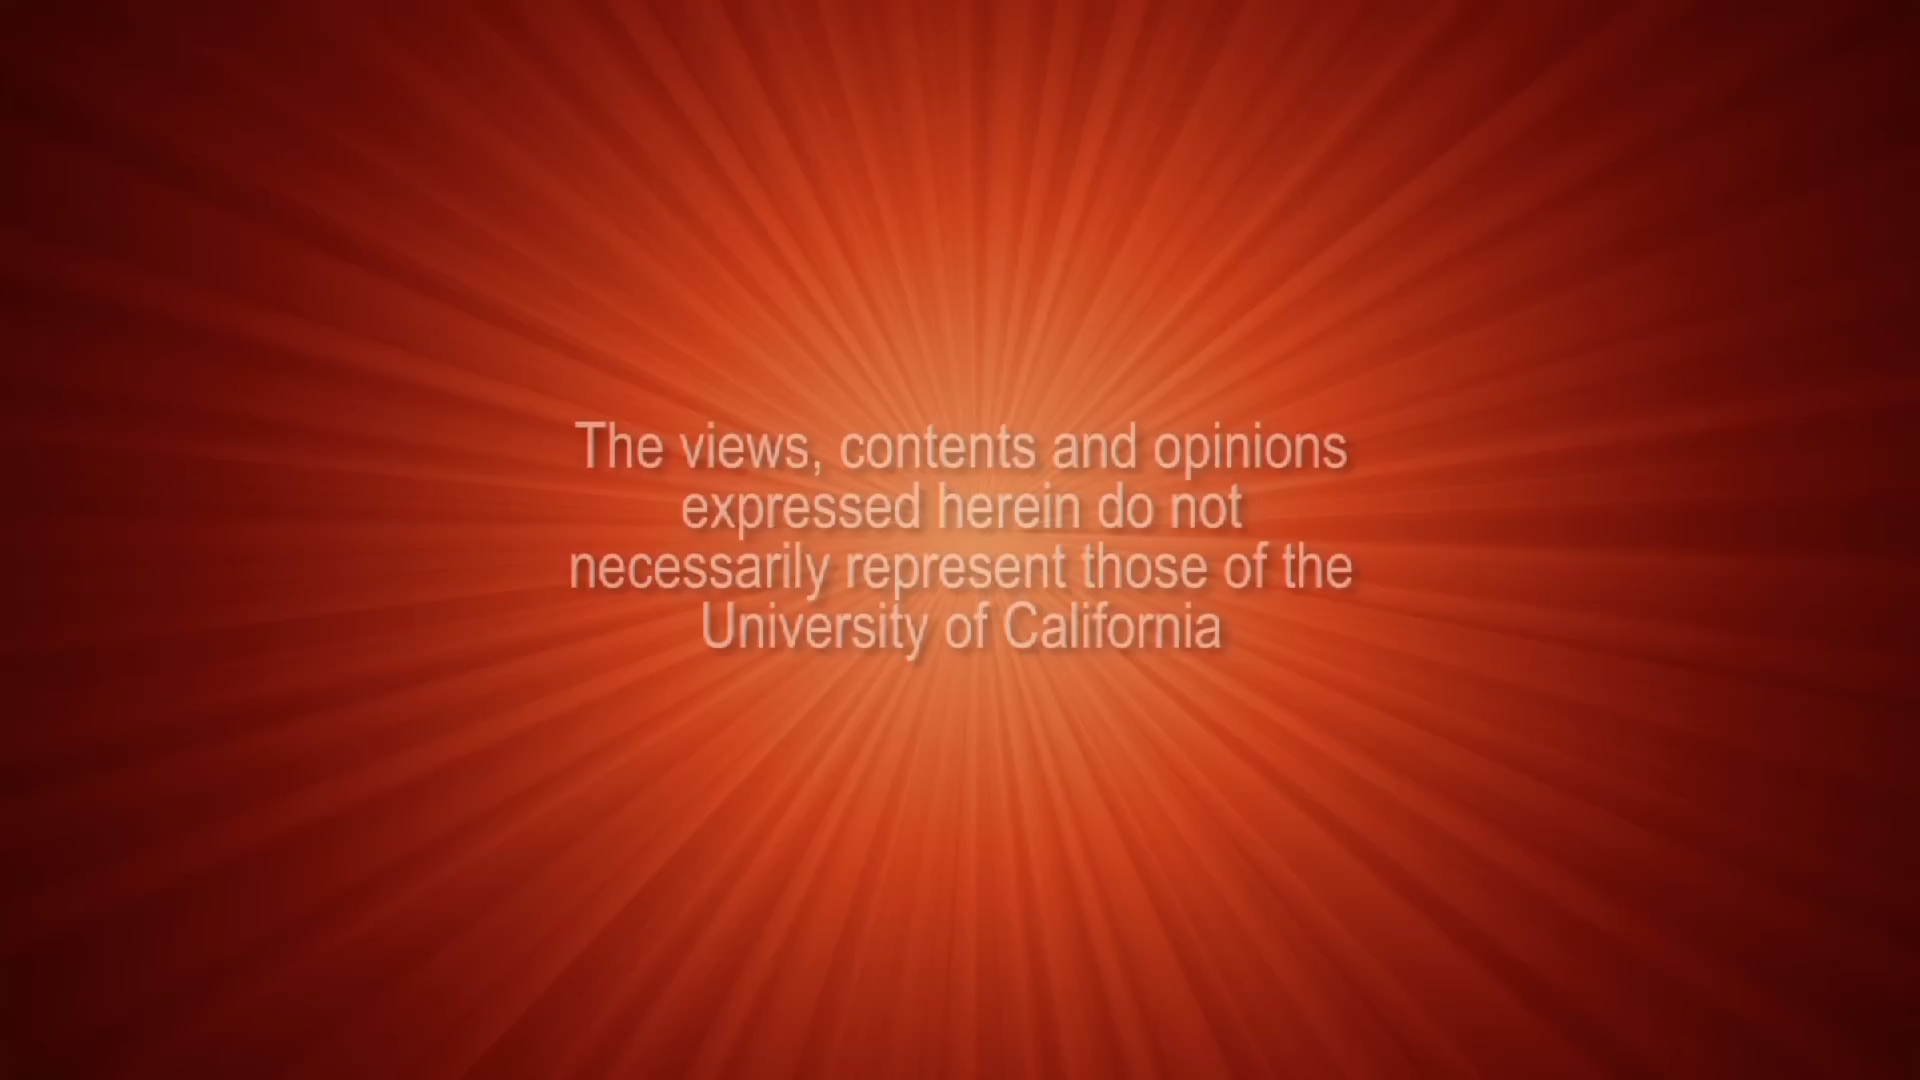 The views, contents and opinions
expressed herein do not
necessarily represent those of the
University of California